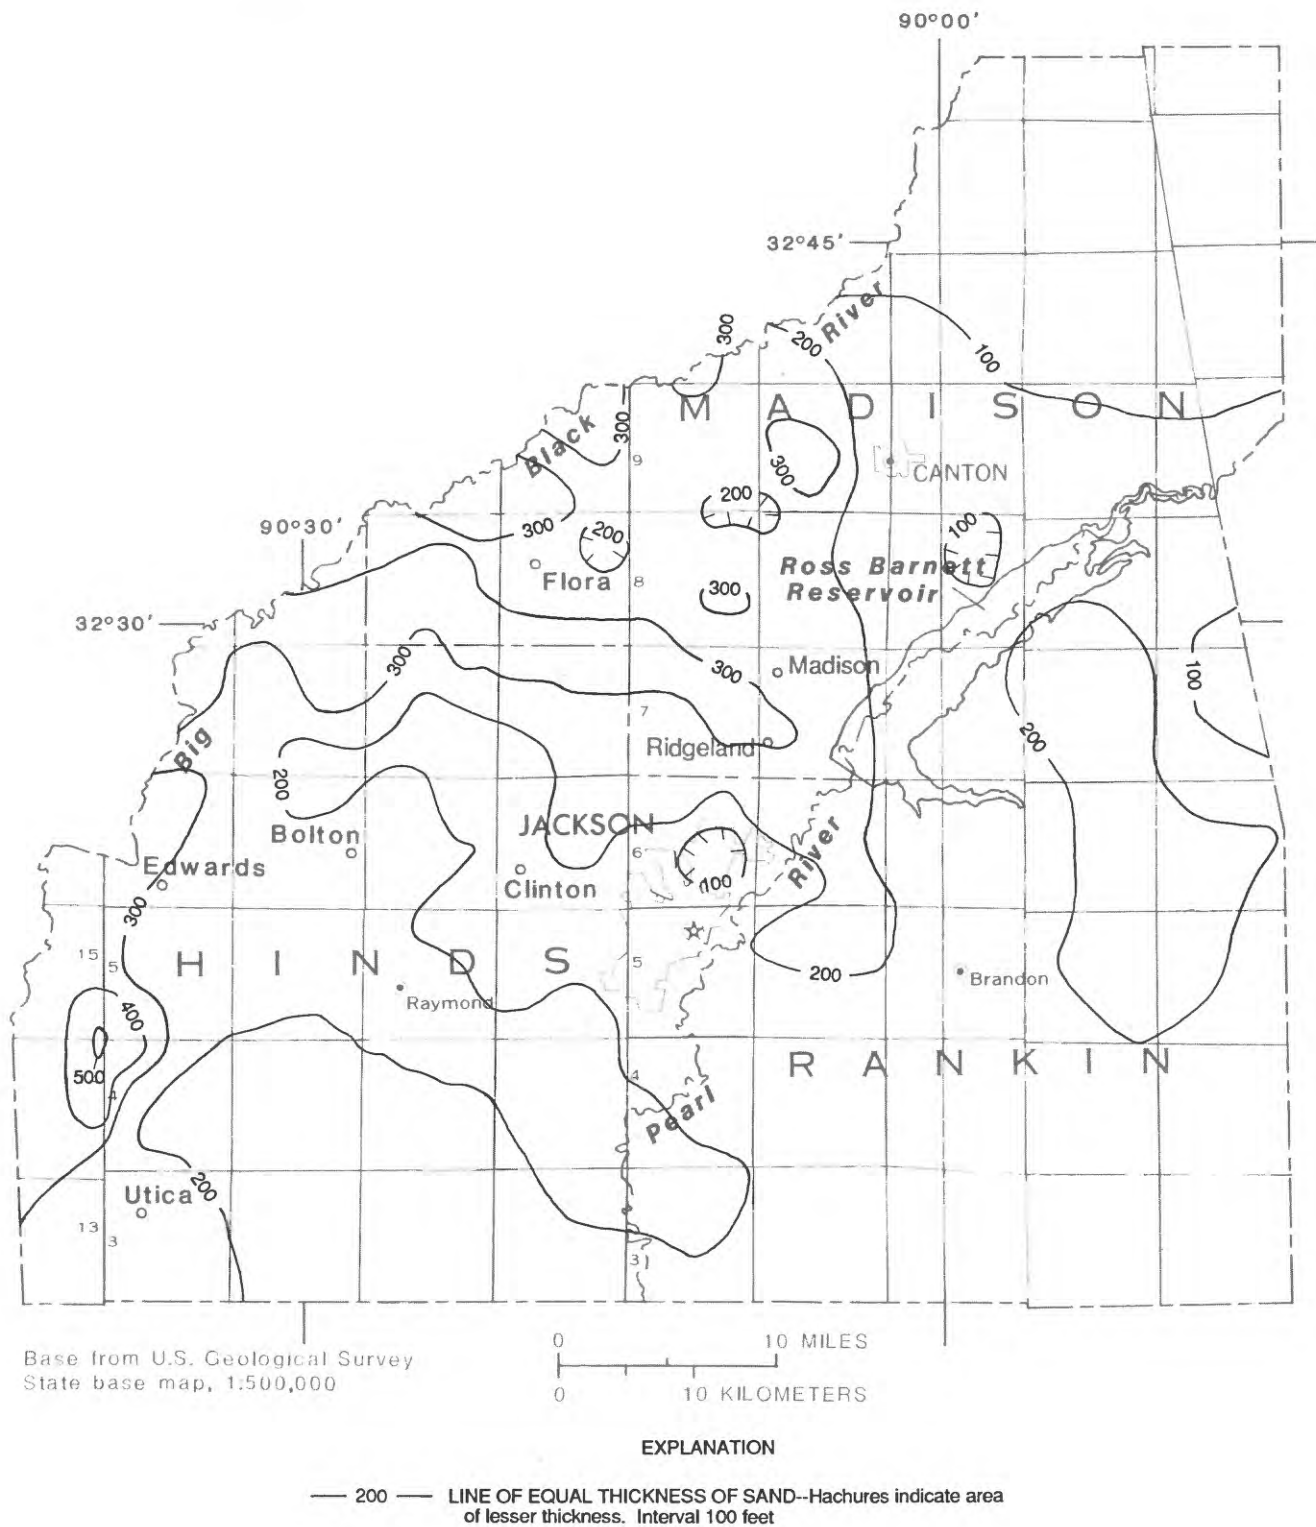 90°00'
32°45'
River
300
200
100
M A D I S O N
300
Black
9
300
CANTON
200
90°30'
300
200
100
Flora
8
Ross Barnett
Reservoir
300
32°30'
300
300
Madison
100
7
200
Big
Ridgeland
200
Bolton
JACKSON
6
River
Edwards
Clinton
100
300
15
5
H I N D S
5
200
Brandon
Raymond
400
R A N K I N
500
4
4
Pearl
200
Utica
13
3
3
0 10 MILES
Base from U.S. Geological Survey
State base map, 1:500,000
0 10 KILOMETERS
EXPLANATION
— 200 — LINE OF EQUAL THICKNESS OF SAND--Hachures indicate area
of lesser thickness. Interval 100 feet